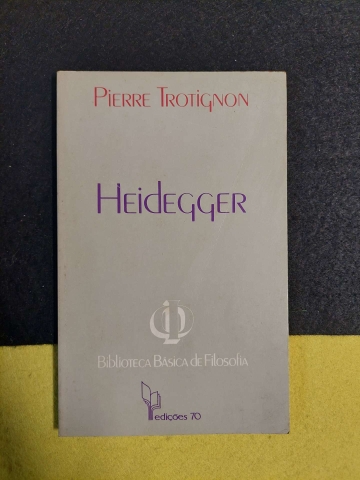 Pierre Trotignon
Heidegger
Biblioteca Básica de Filosofia
edições 70